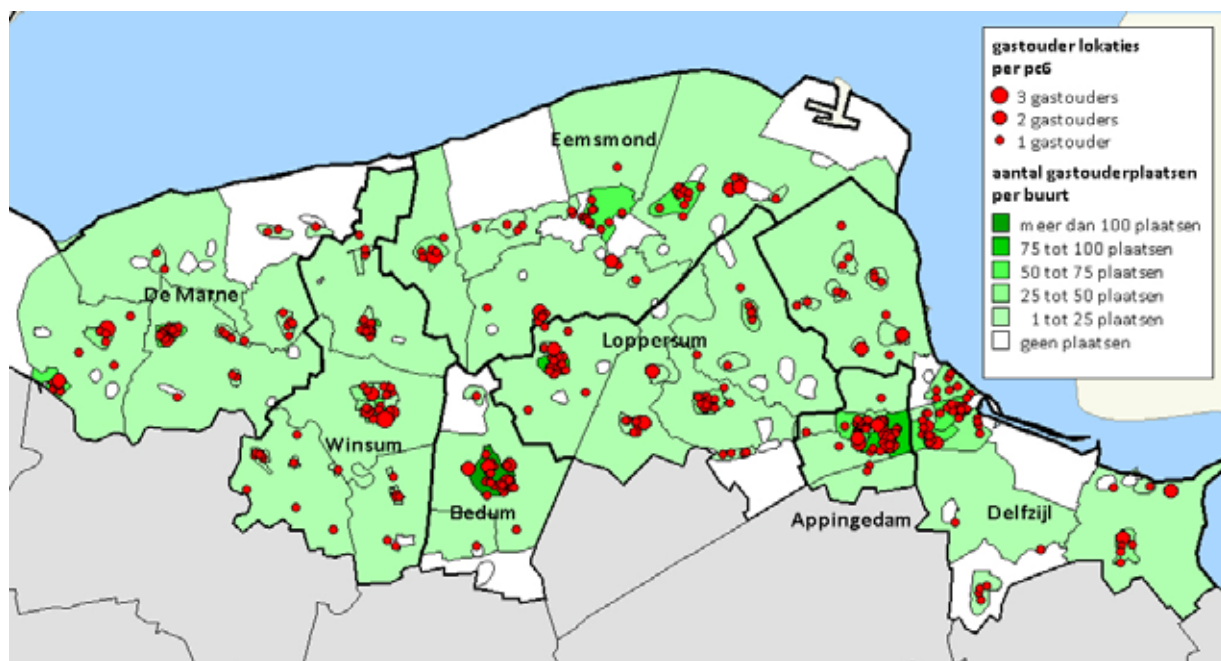 gastouder lokaties
per pc6
3 gastouders
2 gastouders
1 gastouder
aantal gastouderplaatsen
per buurt
meer dan 100 plaatsen
75 tot 100 plaatsen
50 tot 75 plaatsen
25 tot 50 plaatsen
1 tot 25 plaatsen
geen plaatsen
Eemsmond
De Marne
Loppersum
Winsum
Bedum
Appingedam
Delfzijl